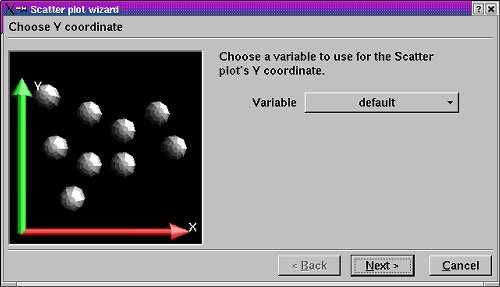 Scatter plot wizard
Choose Y coordinate
Choose a variable to use for the Scatter
plot's Y coordinate.
Variable default
Y
X
< Back Next > Cancel